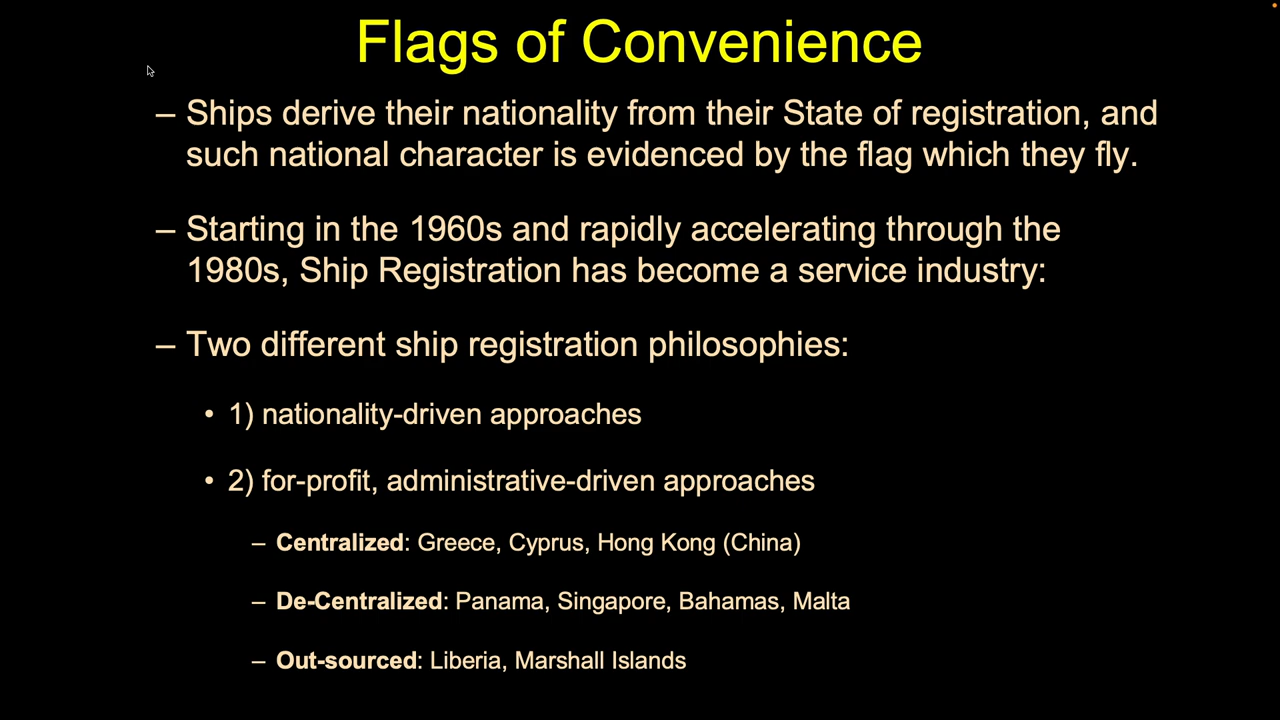 Flags of Convenience
– Ships derive their nationality from their State of registration, and
such national character is evidenced by the flag which they fly.
– Starting in the 1960s and rapidly accelerating through the
1980s, Ship Registration has become a service industry:
– Two different ship registration philosophies:
• 1) nationality-driven approaches
• 2) for-profit, administrative-driven approaches
– Centralized: Greece, Cyprus, Hong Kong (China)
– De-Centralized: Panama, Singapore, Bahamas, Malta
– Out-sourced: Liberia, Marshall Islands